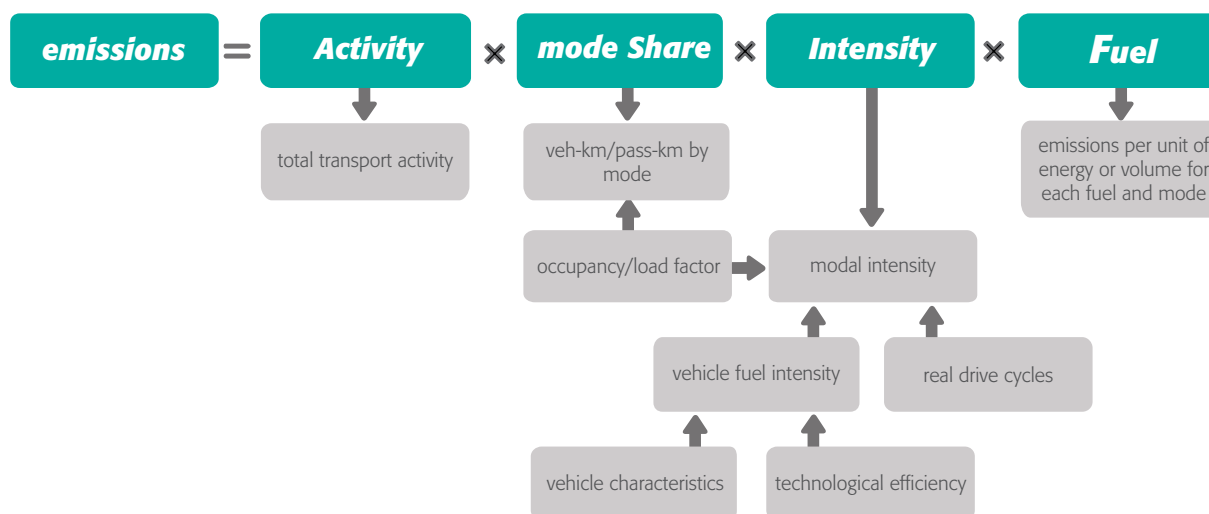 emissions = Activity × mode Share × Intensity × Fuel
total transport activity
veh-km/pass-km by
mode
emissions per unit of
energy or volume for
each fuel and mode
occupancy/load factor
modal intensity
vehicle fuel intensity
real drive cycles
vehicle characteristics
technological efficiency